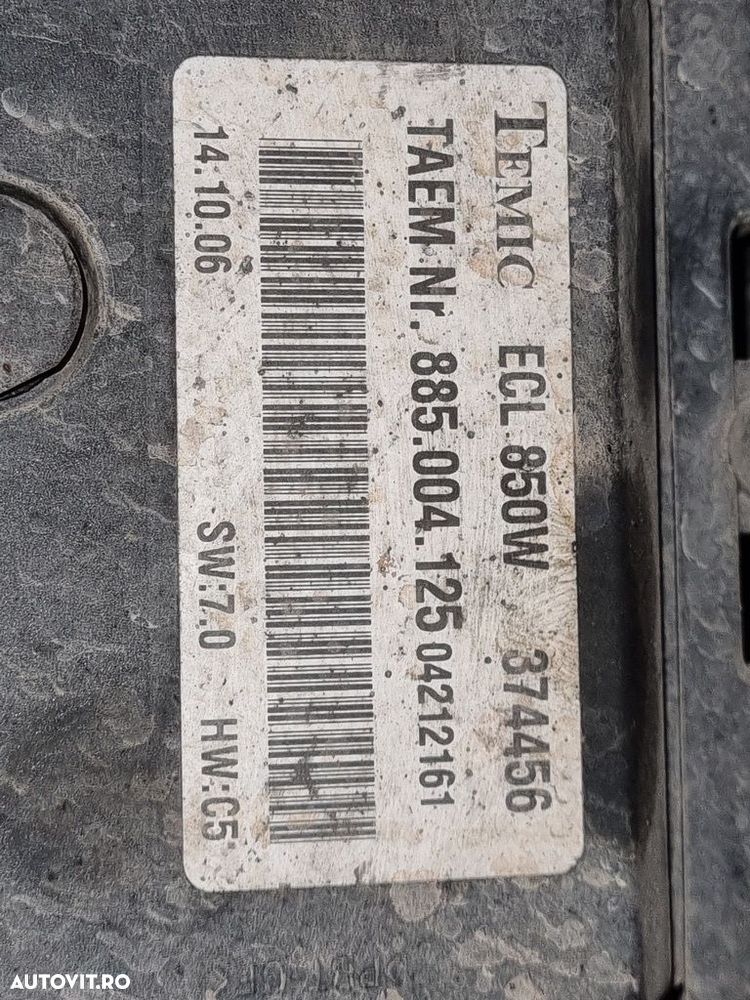 TEMIC ECL 850W 374456
TAEM Nr. 885.004.125 04212161
14.10.06 SW:7.0 HW:C5
AUTOVIT.RO